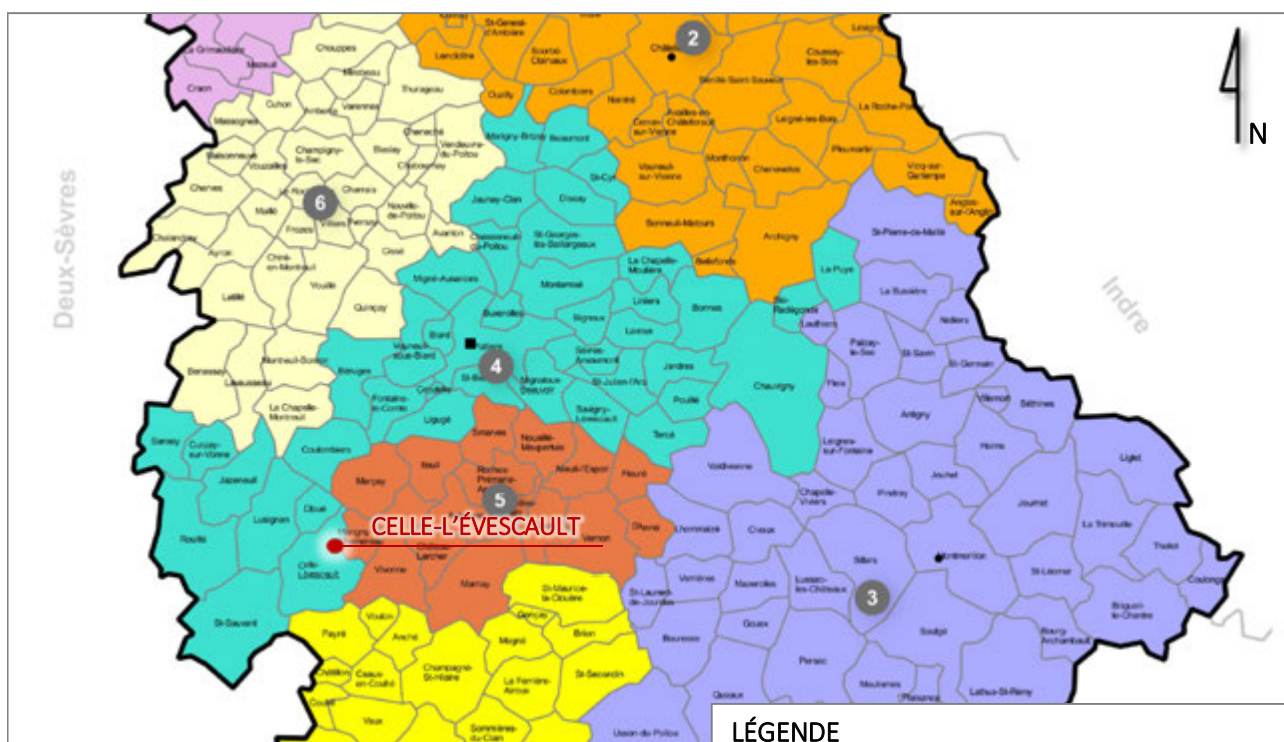 La Grimaudière
Mazeuil
Craon
Chouppes
Mirebeau
Thurageau
Cuhon
Amberre
Varennes
Massognes
Cheneché
Vendeuvre-
du-Poitou
Champigny-
le-Sec
Blaslay
Chabournay
Maisonneuve
Vouzailles
Cherves
Charrais
Maillé
6
Frozes
Villiers
Neuville-
de-Poitou
Chalandray
Ayron
Chiré-
en-Montreuil
Cissé
Avanton
Latillé
Vouillé
Quinçay
Benassay
Lavausseau
Montreuil-Bonnin
La Chapelle-
Montreuil
St-Genest-
d'Ambière
Lencloître
Scorbé-
Clairvaux
Ouzilly
Colombiers
Naintré
2
Senillé-Saint-Sauveur
Coussay-
les-Bois
Leigné-les-Bois
La Roche-Posay
Availles-en-
Châtellerault
Cenon-
sur-Vienne
Vouneuil-
sur-Vienne
Monthoiron
Chenevelles
Pleumartin
Vicq-sur-
Gartempe
Angles-
sur-l'Anglin
Bonneuil-Matours
Archigny
Bellefonds
Marigny-Brizay
Beaumont
St-Cyr
Jaunay-Clan
Dissay
Chasseneuil-
du-Poitou
St-Georges-
lès-Baillargeaux
Migné-Auxances
Montamisé
La Chapelle-
Moulière
Liniers
Bonnes
Bignoux
Lavoux
La Puye
Ste-
Radégonde
Buxerolles
Biard
Vouneuil-
sous-Biard
Poitiers
4
Sèvres-
Anxaumont
St-Julien-l'Ars
Jardres
Chauvigny
Béruges
Croutelle
Mignaloux-
Beauvoir
Pouillé
Fontaine-
le-Comte
Ligugé
Savigny-
Lévescault
Tercé
Sanxay
Curzay-
sur-Vonne
Coulombiers
Jazeneuil
Lusignan
Cloué
Rouillé
Celle-
Lévescault
St-Sauvant
Smarves
Nouaillé-
Maupertuis
Iteuil
Marçay
Roches-
Prémarie-
Aslonnes
Fleuré
5
CELLE-L'ÉVESCAULT
Vernon
Dhienné
Château-
Larcher
Vivonne
Marnay
St-Maurice-
la-Clouère
Gençay
Voulon
Payré
Anché
Magné
Brion
Châtillon
Ceaux-
en-Couhé
Champagné-
St-Hilaire
La Ferrière-
Airoux
St-Secondin
Couhé
Vaux
Sommières-
du-Clain
St-Pierre-de-Maillé
La Bussière
Nalliers
Lauthiers
Paizay-
le-Sec
St-Savin
St-Germain
Fleix
Villemort
Béthines
Antigny
Haims
Leignes-
sur-Fontaine
Jouhet
Liglet
Valdivienne
Chapelle-
Viviers
Pindray
Journet
La Trimouille
Lhommaizé
Civaux
Sillars
Montmorillon
Thollet
Coulonges
St-Laurent-
de-Jourdes
Verrières
Mazerolles
Lussac-
les-Châteaux
3
St-Léomer
Brigueil-
le-Chantre
Bouresse
Gouex
Saulgé
Bourg-
Archambault
Persac
Moulismes
Plaisance
Lathus-St-Rémy
Queaux
Usson-du-Poitou
Deux-Sèvres
Indre
N
LÉGENDE